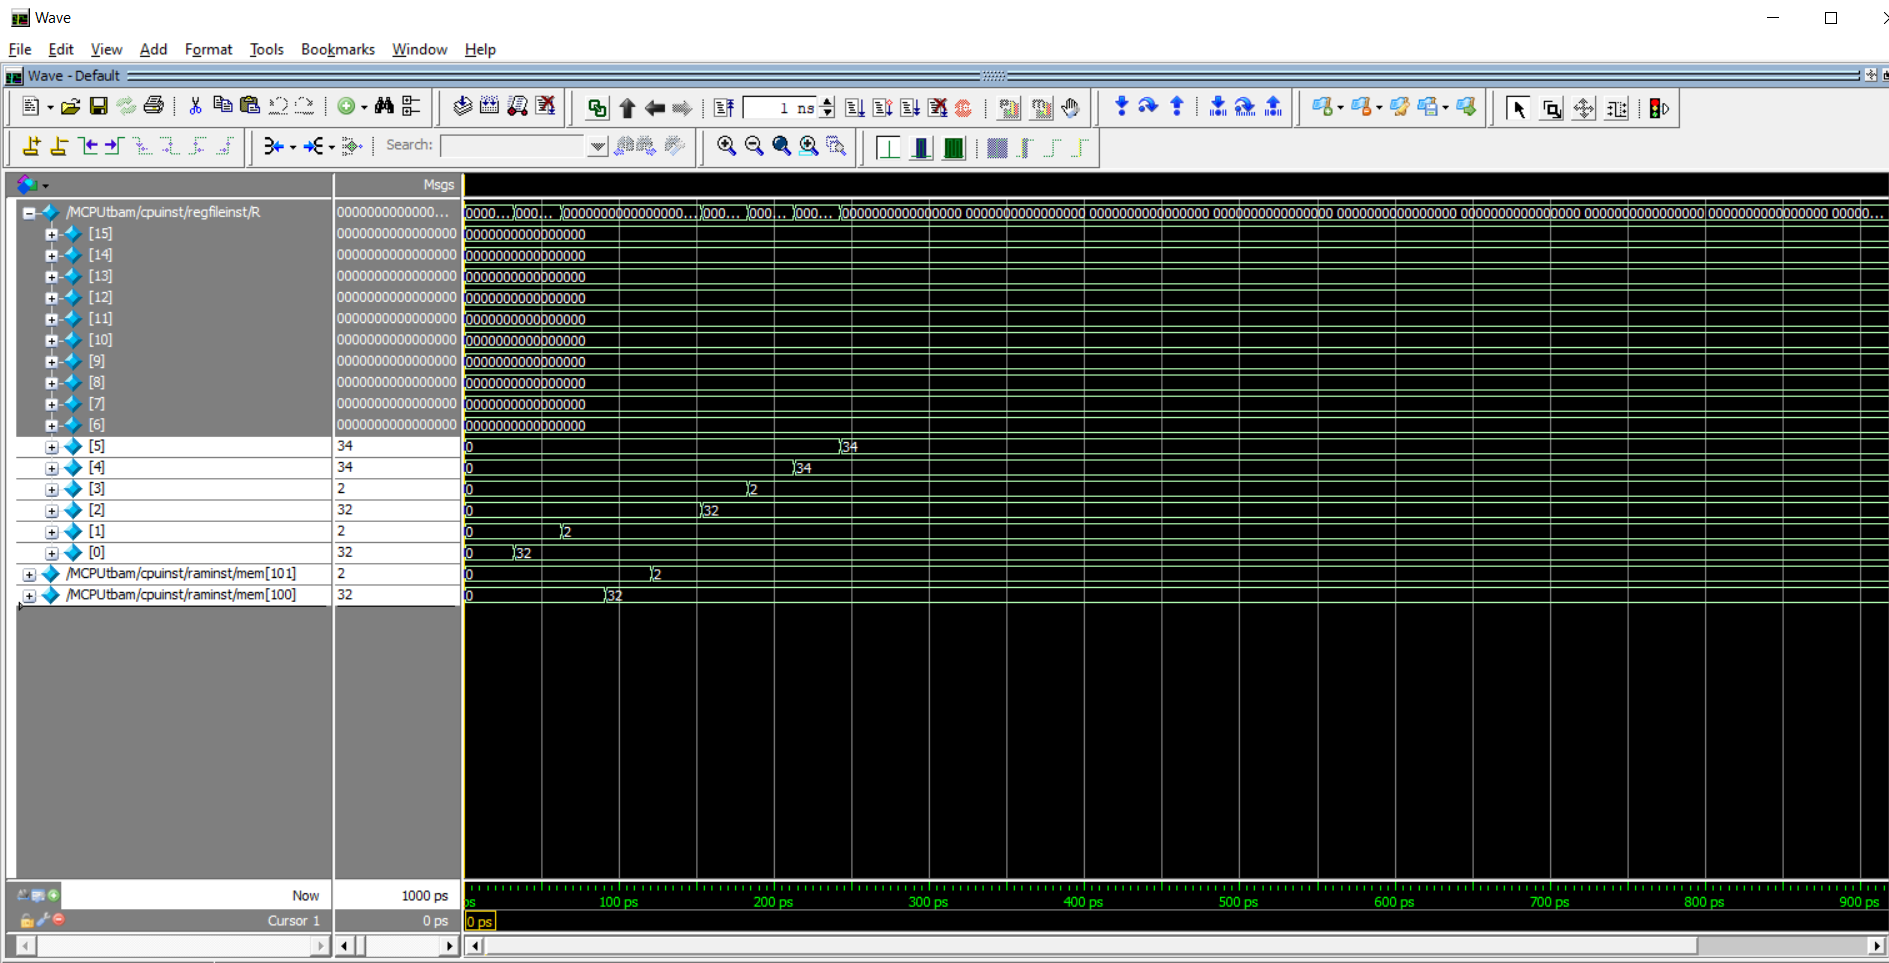 Wave
File Edit View Add Format Tools Bookmarks Window Help
Wave - Default
1 ns
Search:
Msgs
/MCPUtbam/cpuinst/regfileinst/R 0000000000000... 0000... 000... 0000000000000000... 000... 000... 000... 0000000000000000 0000000000000000 0000000000000000 0000000000000000 0000000000000000 0000000000000000 0000000000000000 0000000000000000 00000...
[15] 0000000000000000 0000000000000000
[14] 0000000000000000 0000000000000000
[13] 0000000000000000 0000000000000000
[12] 0000000000000000 0000000000000000
[11] 0000000000000000 0000000000000000
[10] 0000000000000000 0000000000000000
[9] 0000000000000000 0000000000000000
[8] 0000000000000000 0000000000000000
[7] 0000000000000000 0000000000000000
[6] 0000000000000000 0000000000000000
[5] 34 0 34
[4] 34 0 34
[3] 2 0 2
[2] 32 0 32
[1] 2 0 2
[0] 32 0 32
/MCPUtbam/cpuinst/raminst/mem[101] 2 0 2
/MCPUtbam/cpuinst/raminst/mem[100] 32 0 32
Now 1000 ps ps 100 ps 200 ps 300 ps 400 ps 500 ps 600 ps 700 ps 800 ps 900 ps
Cursor 1 0 ps 0 ps